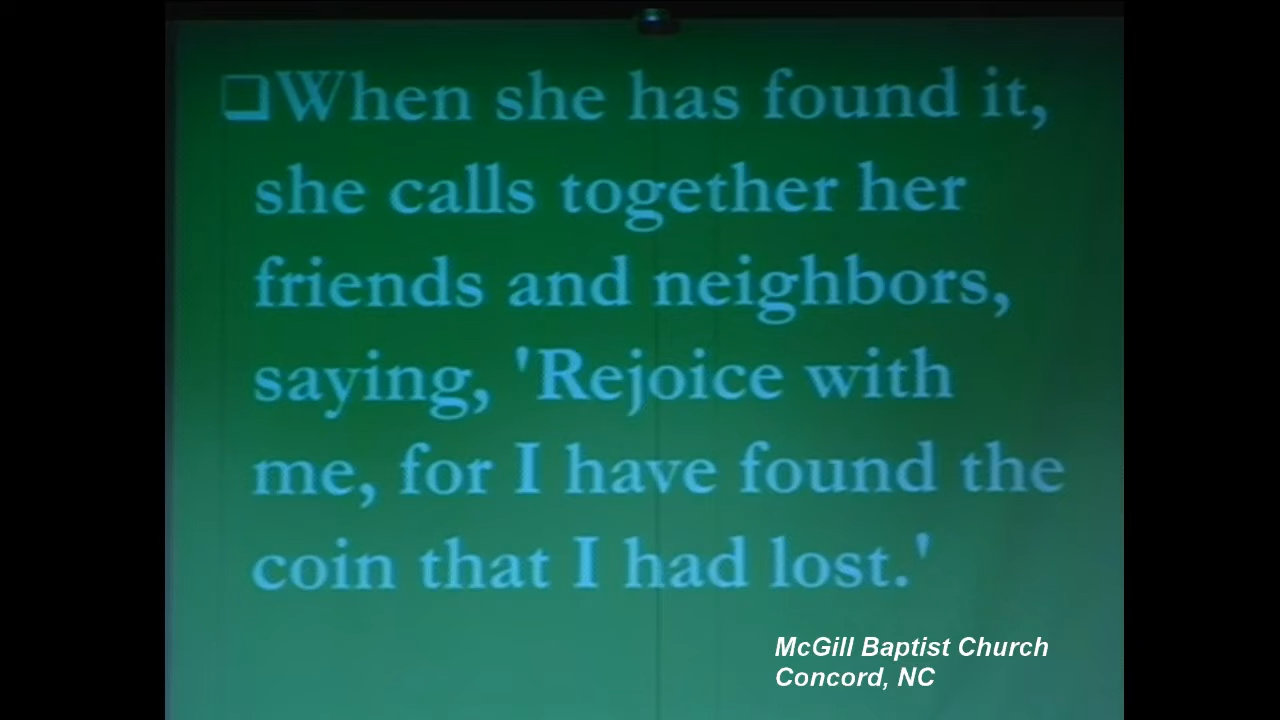 ❑When she has found it,
she calls together her
friends and neighbors,
saying, 'Rejoice with
me, for I have found the
coin that I had lost.'
McGill Baptist Church
Concord, NC